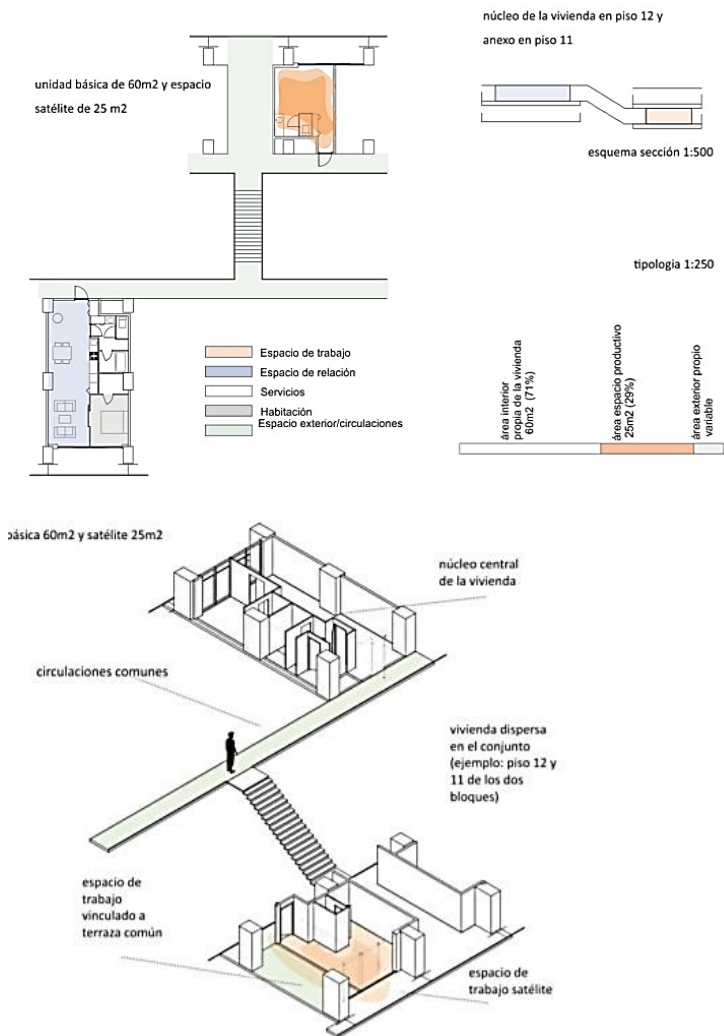 núcleo de la vivienda en piso 12 y
anexo en piso 11
unidad básica de 60m2 y espacio
satélite de 25 m2
esquema sección 1:500
tipologia 1:250
Espacio de trabajo
Espacio de relación
Servicios
Habitación
Espacio exterior/circulaciones
área interior
propia de la vivienda
60m2 (71%)
área espacio productivo
25m2 (29%)
área exterior propio
variable
básica 60m2 y satélite 25m2
núcleo central
de la vivienda
circulaciones comunes
vivienda dispersa
en el conjunto
(ejemplo: piso 12 y
11 de los dos
bloques)
espacio de
trabajo
vinculado a
terraza común
espacio de
trabajo satélite